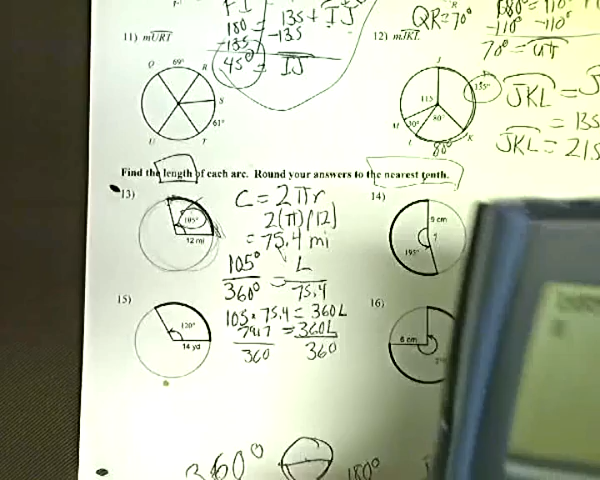 180 = 135 + IJ
-135 -135
45° = IJ
QR = 70°
-110° -110°
70° = UT
11) mURT
Q 69° R
S
61°
U T
12) mJKL
J
115
135°
M 30° 80°
L K
80°
JKL =
= 135
JKL = 215
Find the length of each arc. Round your answers to the nearest tenth.
13)
105°
12 mi
C = 2πr
2(π)(12)
= 75.4 mi
105° = L
360° 75.4
105 * 75.4 = 360L
7917 = 360L
360 360
14)
9 cm
195°
15)
120°
14 yd
16)
6 cm
360°
180°